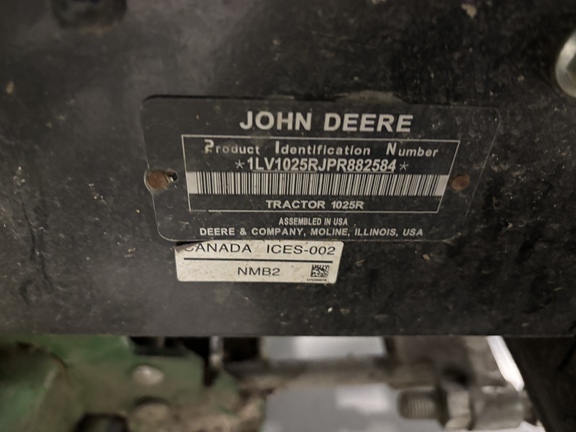 JOHN DEERE
Product Identification Number
*1LV1025RJPR882584*
TRACTOR 1025R
ASSEMBLED IN USA
DEERE & COMPANY, MOLINE, ILLINOIS, USA
CANADA ICES-002
NMB2